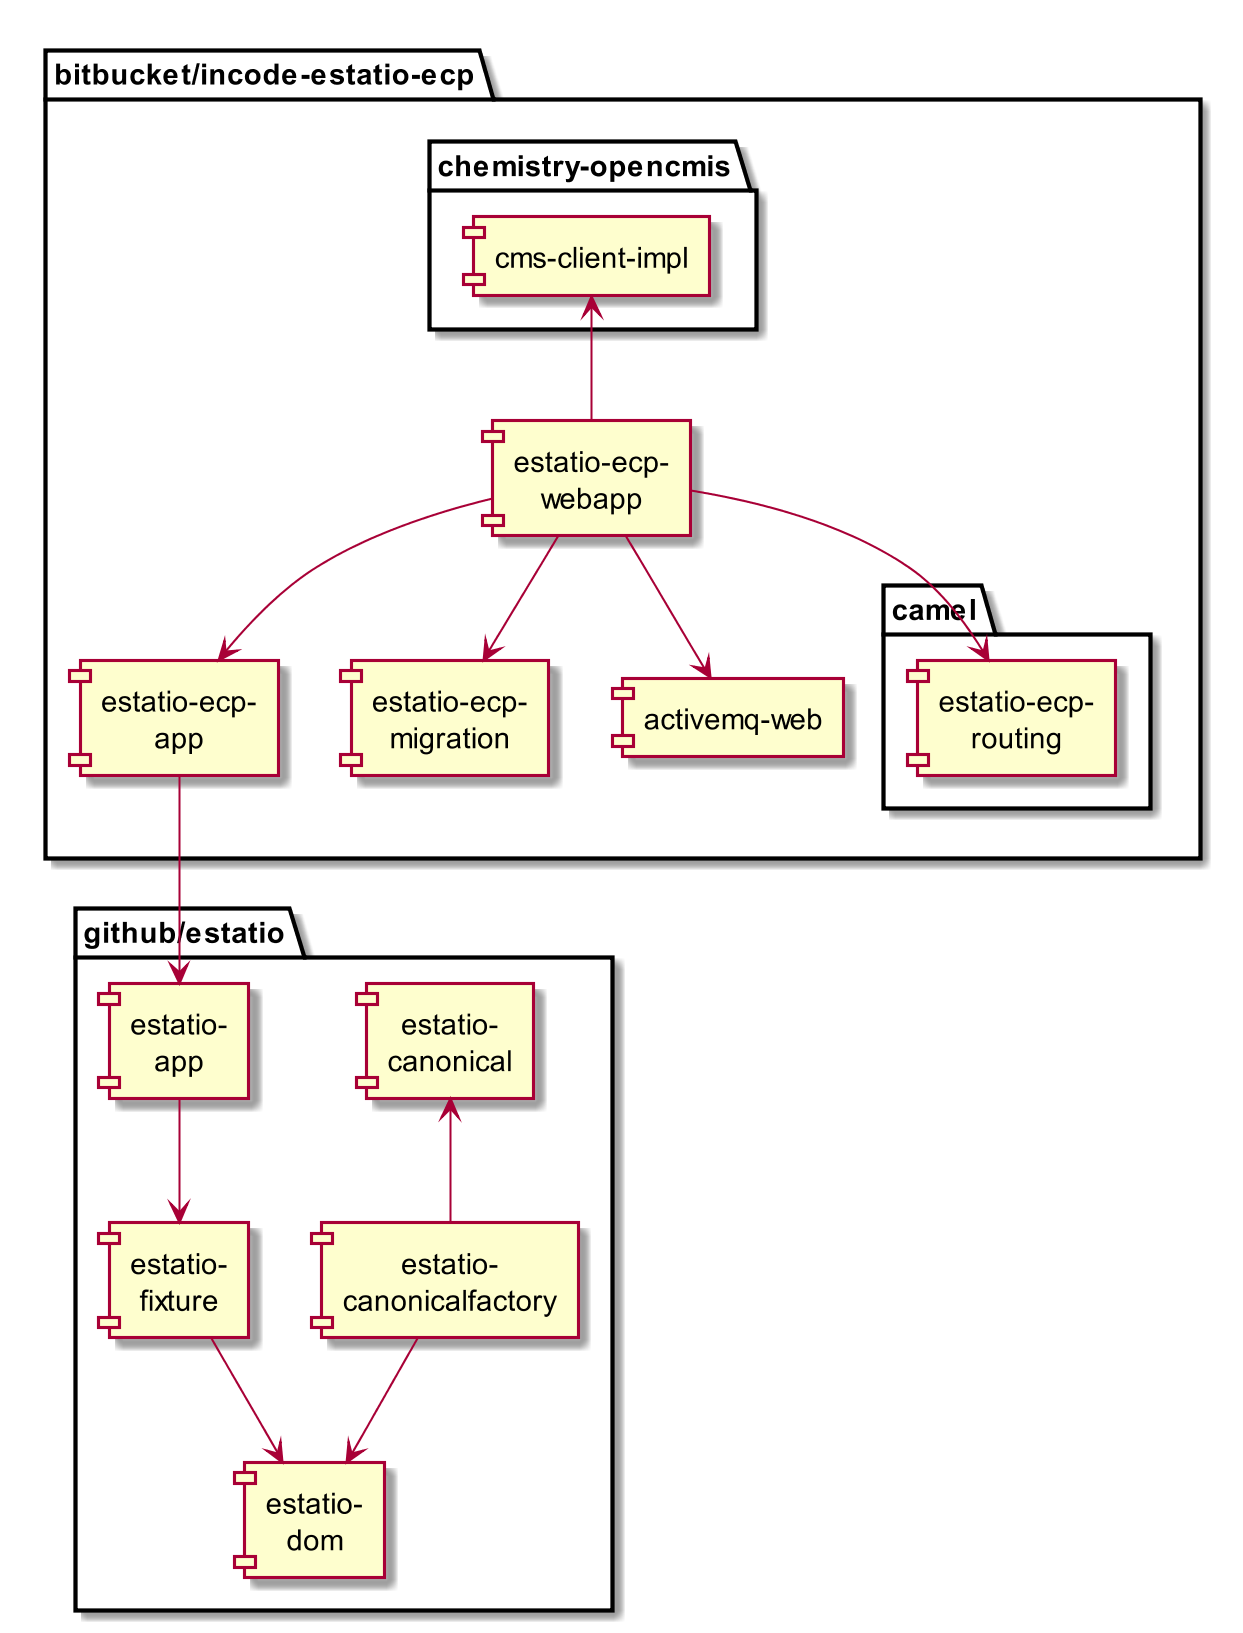 bitbucket/incode-estatio-ecp
chemistry-opencmis
cms-client-impl
estatio-ecp-
webapp
camel
estatio-ecp-
app
estatio-ecp-
migration
activemq-web
estatio-ecp-
routing
github/estatio
estatio-
app
estatio-
canonical
estatio-
fixture
estatio-
canonicalfactory
estatio-
dom